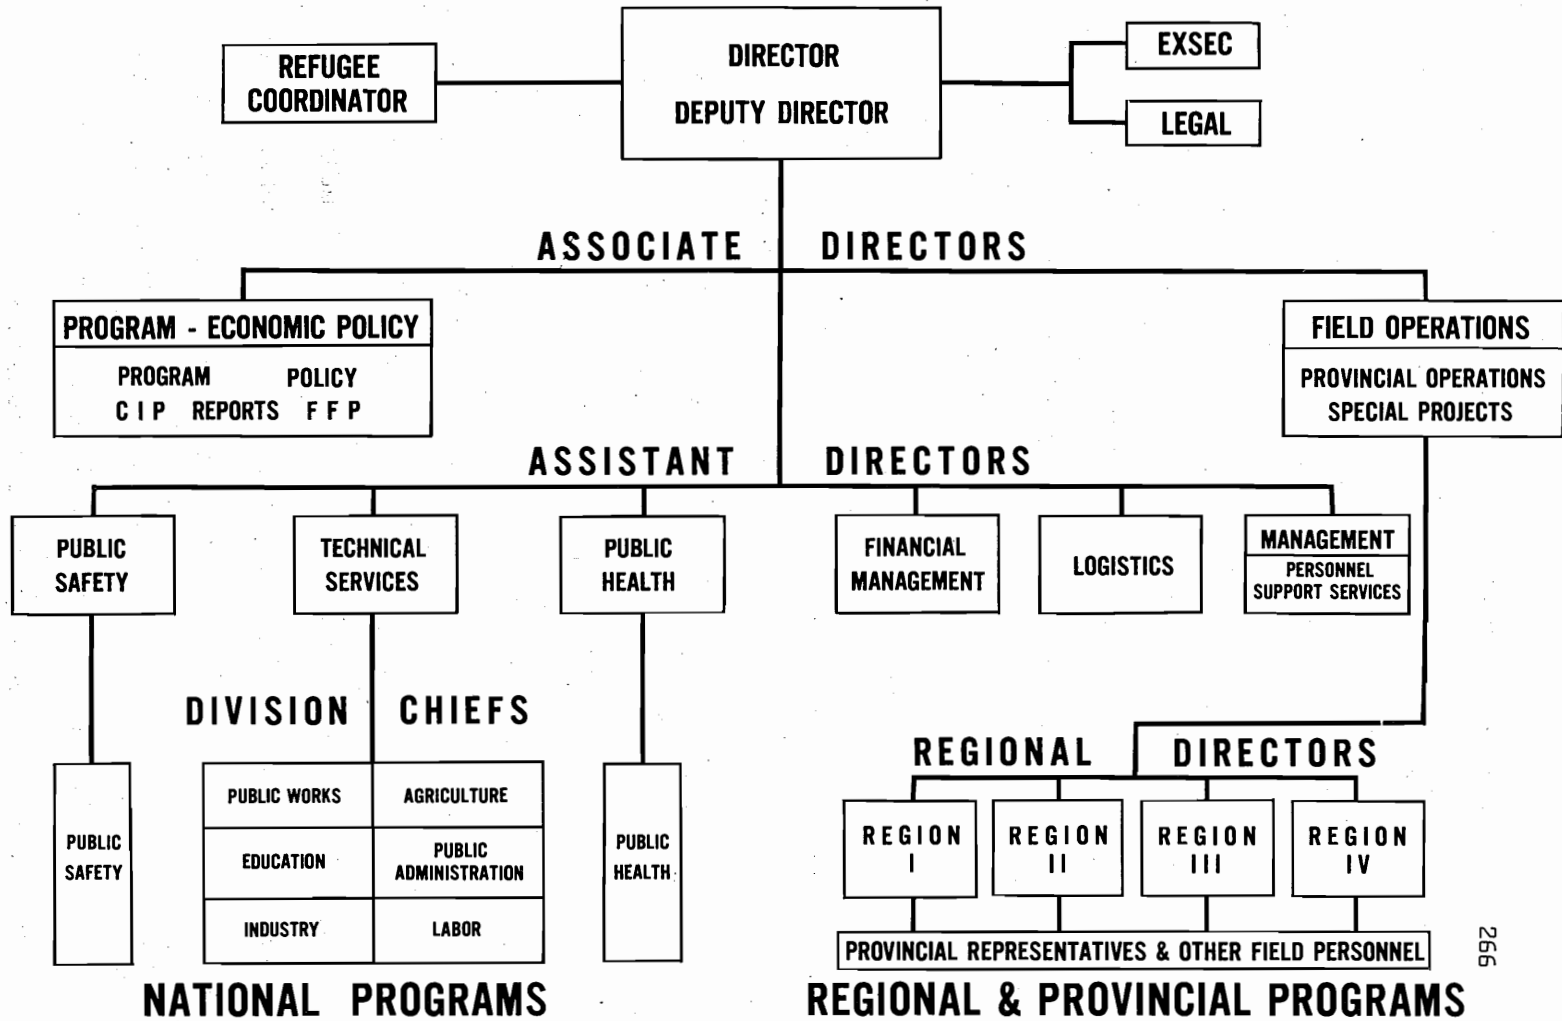 REFUGEE
COORDINATOR
DIRECTOR
DEPUTY DIRECTOR
EXSEC
LEGAL
ASSOCIATE DIRECTORS
PROGRAM - ECONOMIC POLICY
PROGRAM POLICY
CIP REPORTS FFP
FIELD OPERATIONS
PROVINCIAL OPERATIONS
SPECIAL PROJECTS
ASSISTANT DIRECTORS
PUBLIC
SAFETY
TECHNICAL
SERVICES
PUBLIC
HEALTH
FINANCIAL
MANAGEMENT
LOGISTICS
MANAGEMENT
PERSONNEL
SUPPORT SERVICES
DIVISION CHIEFS
PUBLIC
SAFETY
PUBLIC WORKS
AGRICULTURE
EDUCATION
PUBLIC
ADMINISTRATION
INDUSTRY
LABOR
PUBLIC
HEALTH
REGIONAL DIRECTORS
REGION
I
REGION
II
REGION
III
REGION
IV
PROVINCIAL REPRESENTATIVES & OTHER FIELD PERSONNEL
NATIONAL PROGRAMS
REGIONAL & PROVINCIAL PROGRAMS
266